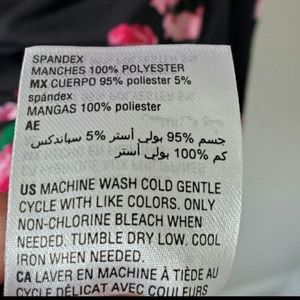 SPANDEX
MANCHES 100% POLYESTER
MX CUERPO 95% poliester 5%
spándex
MANGAS 100% poliester
AE
جسم 95% بولي أستر 5% سباندكس
كم 100% بولي أستر
US MACHINE WASH COLD GENTLE
CYCLE WITH LIKE COLORS. ONLY
NON-CHLORINE BLEACH WHEN
NEEDED. TUMBLE DRY LOW. COOL
IRON WHEN NEEDED.
CA LAVER EN MACHINE À TIÈDE AU
CYCLE DÉLICAT AVEC COULEURS